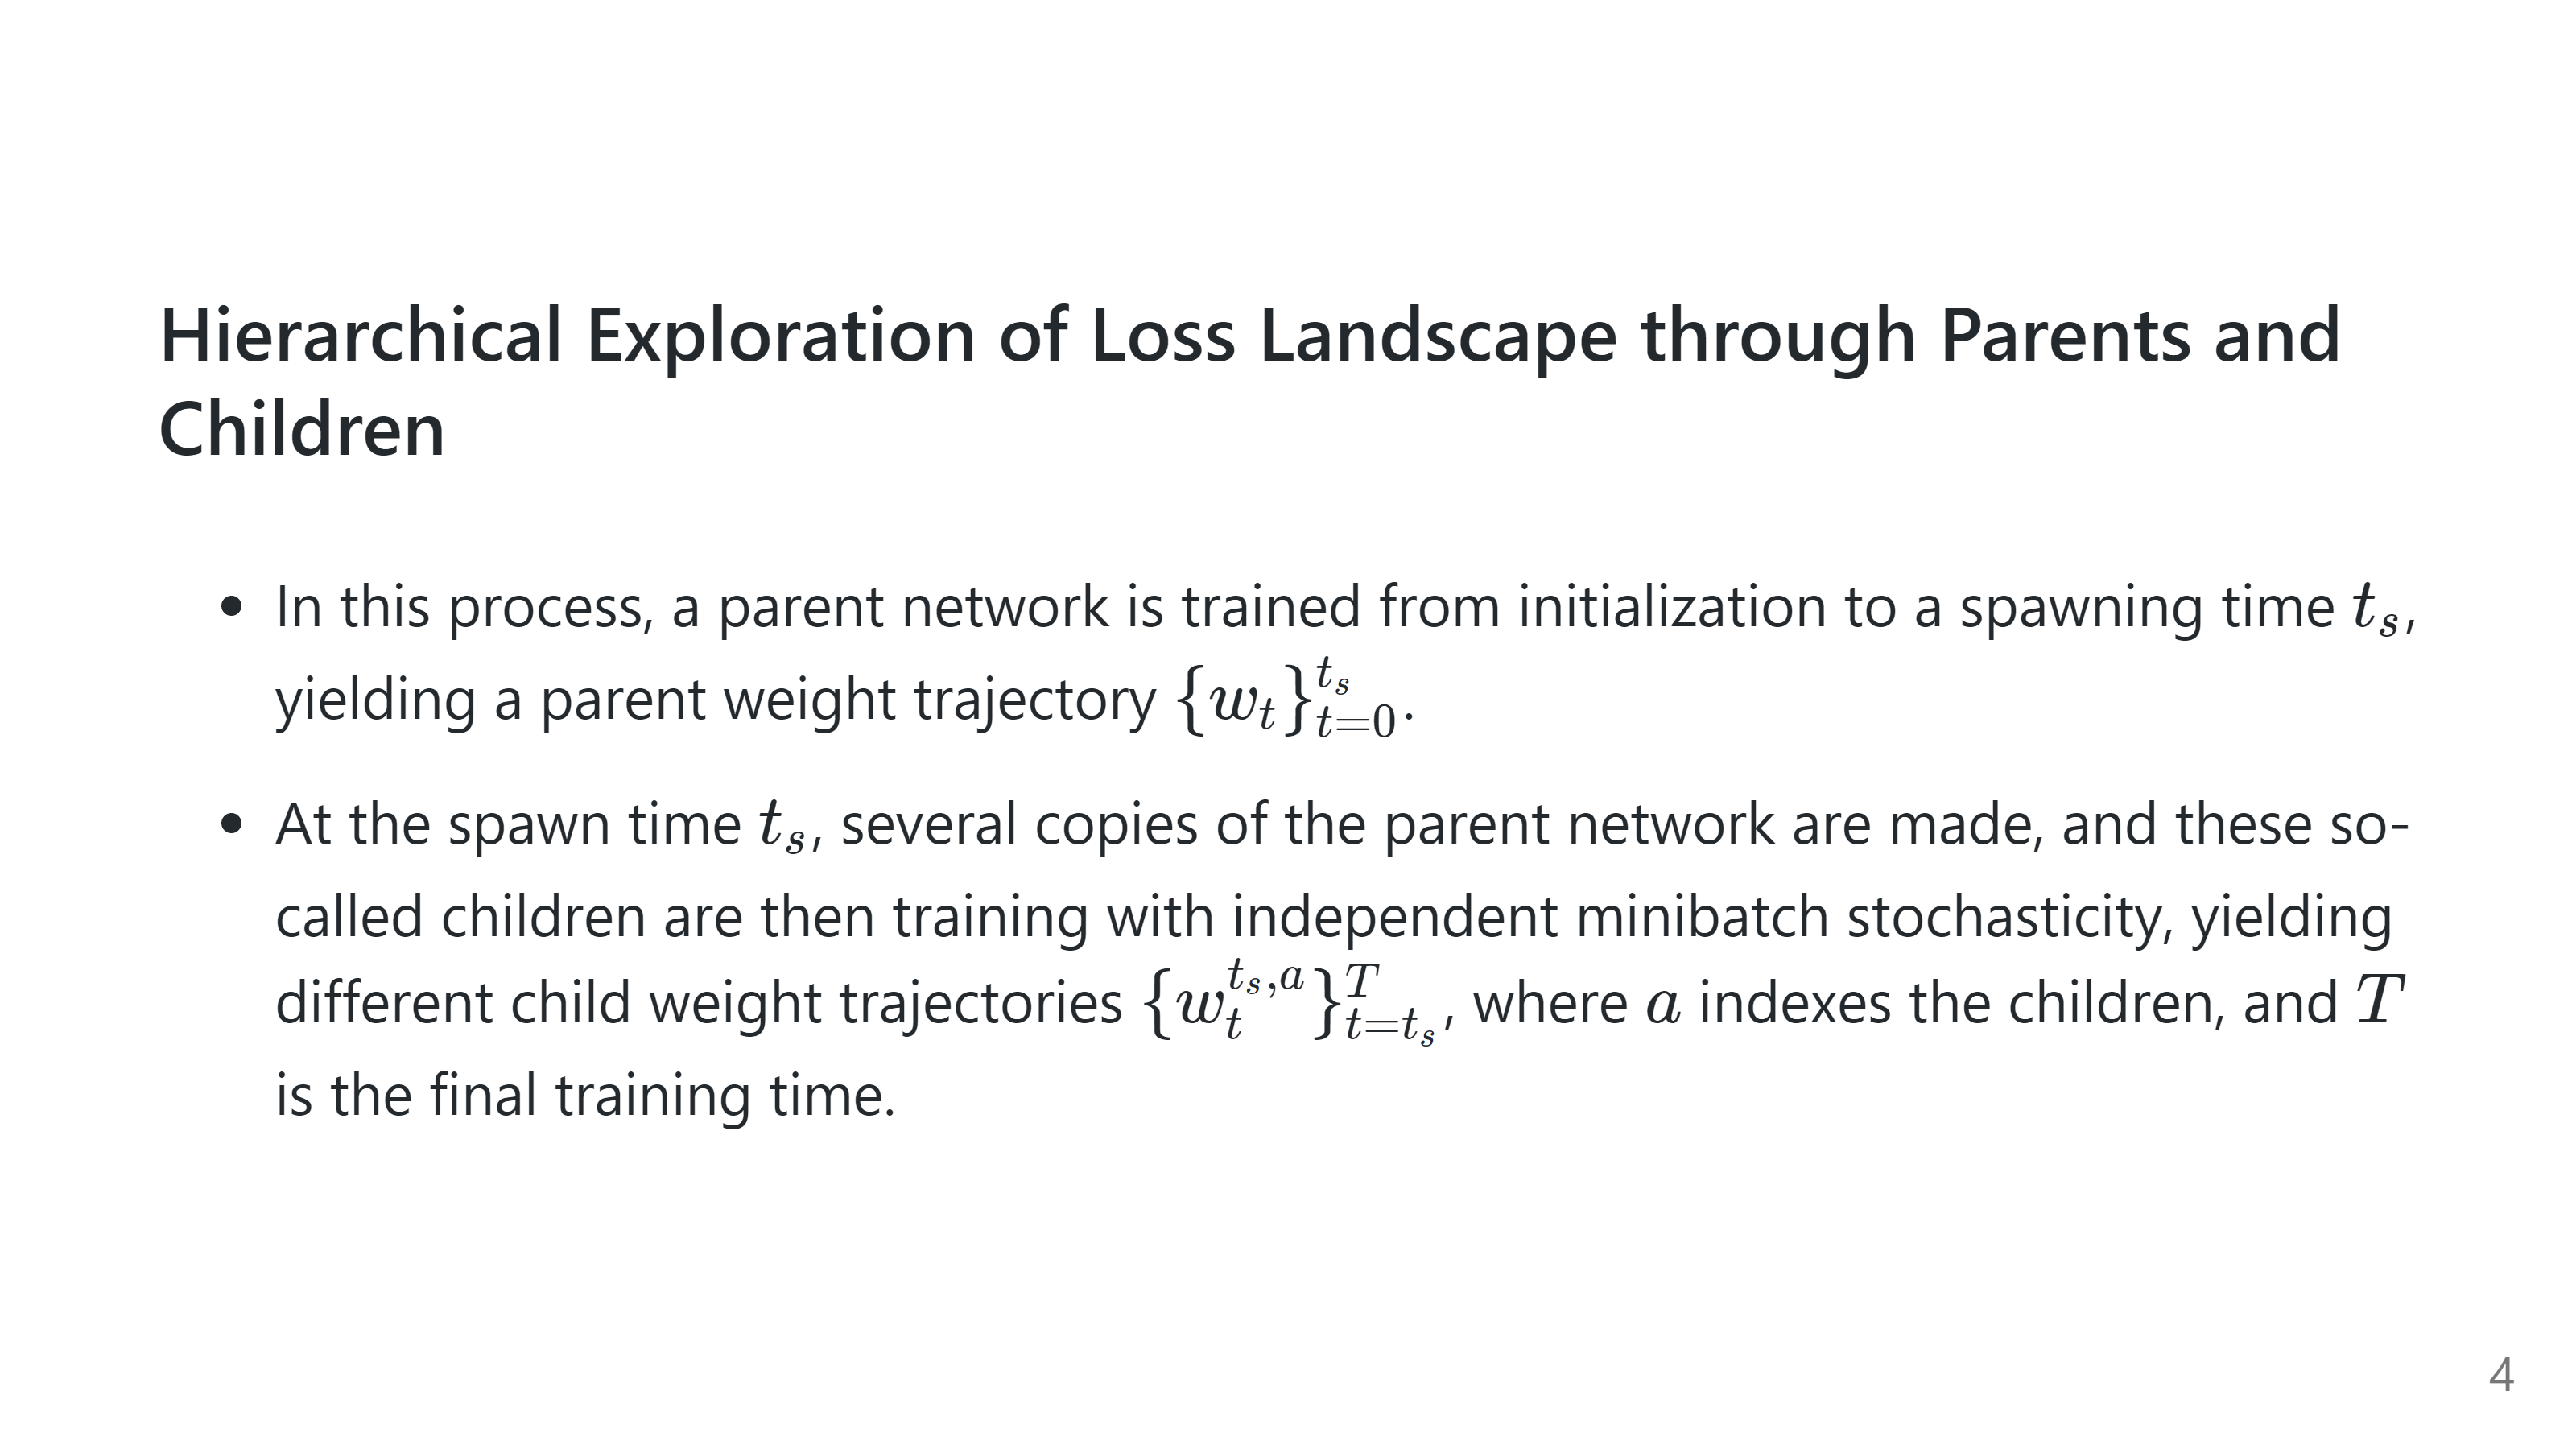 Hierarchical Exploration of Loss Landscape through Parents and
Children
• In this process, a parent network is trained from initialization to a spawning time $t_s$,
yielding a parent weight trajectory $\{w_t\}_{t=0}^{t_s}$.
• At the spawn time $t_s$, several copies of the parent network are made, and these so-
called children are then training with independent minibatch stochasticity, yielding
different child weight trajectories $\{w_t^{t_s,a}\}_{t=t_s}^{T}$, where $a$ indexes the children, and $T$
is the final training time.
4